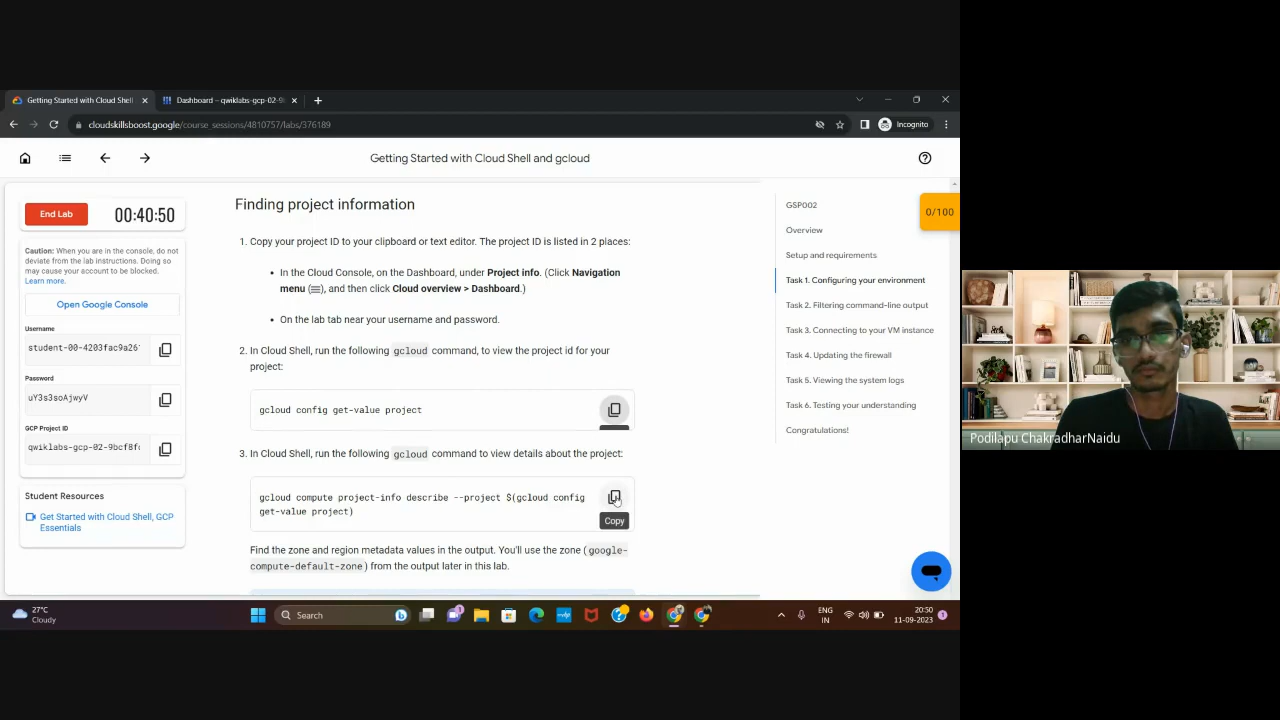 Getting Started with Cloud Shell
Dashboard – qwiklabs-gcp-02-9b
cloudskillsboost.google/course_sessions/4810757/labs/376189
Incognito
Getting Started with Cloud Shell and gcloud
End Lab
00:40:50
Caution: When you are in the console, do not
deviate from the lab instructions. Doing so
may cause your account to be blocked.
Learn more.
Open Google Console
Username
student-00-4203fac9a26
Password
uY3s3soAjwyV
GCP Project ID
qwiklabs-gcp-02-9bcf8f
Student Resources
Get Started with Cloud Shell, GCP
Essentials
Finding project information
1. Copy your project ID to your clipboard or text editor. The project ID is listed in 2 places:
• In the Cloud Console, on the Dashboard, under Project info. (Click Navigation
menu (☰), and then click Cloud overview > Dashboard.)
• On the lab tab near your username and password.
2. In Cloud Shell, run the following gcloud command, to view the project id for your
project:
gcloud config get-value project
3. In Cloud Shell, run the following gcloud command to view details about the project:
gcloud compute project-info describe --project $(gcloud config
get-value project)
Copy
Find the zone and region metadata values in the output. You'll use the zone (google-
compute-default-zone) from the output later in this lab.
GSP002
Overview
Setup and requirements
Task 1. Configuring your environment
Task 2. Filtering command-line output
Task 3. Connecting to your VM instance
Task 4. Updating the firewall
Task 5. Viewing the system logs
Task 6. Testing your understanding
Congratulations!
0/100
Podilapu ChakradharNaidu
27°C
Cloudy
Search
ENG
IN
20:50
11-09-2023